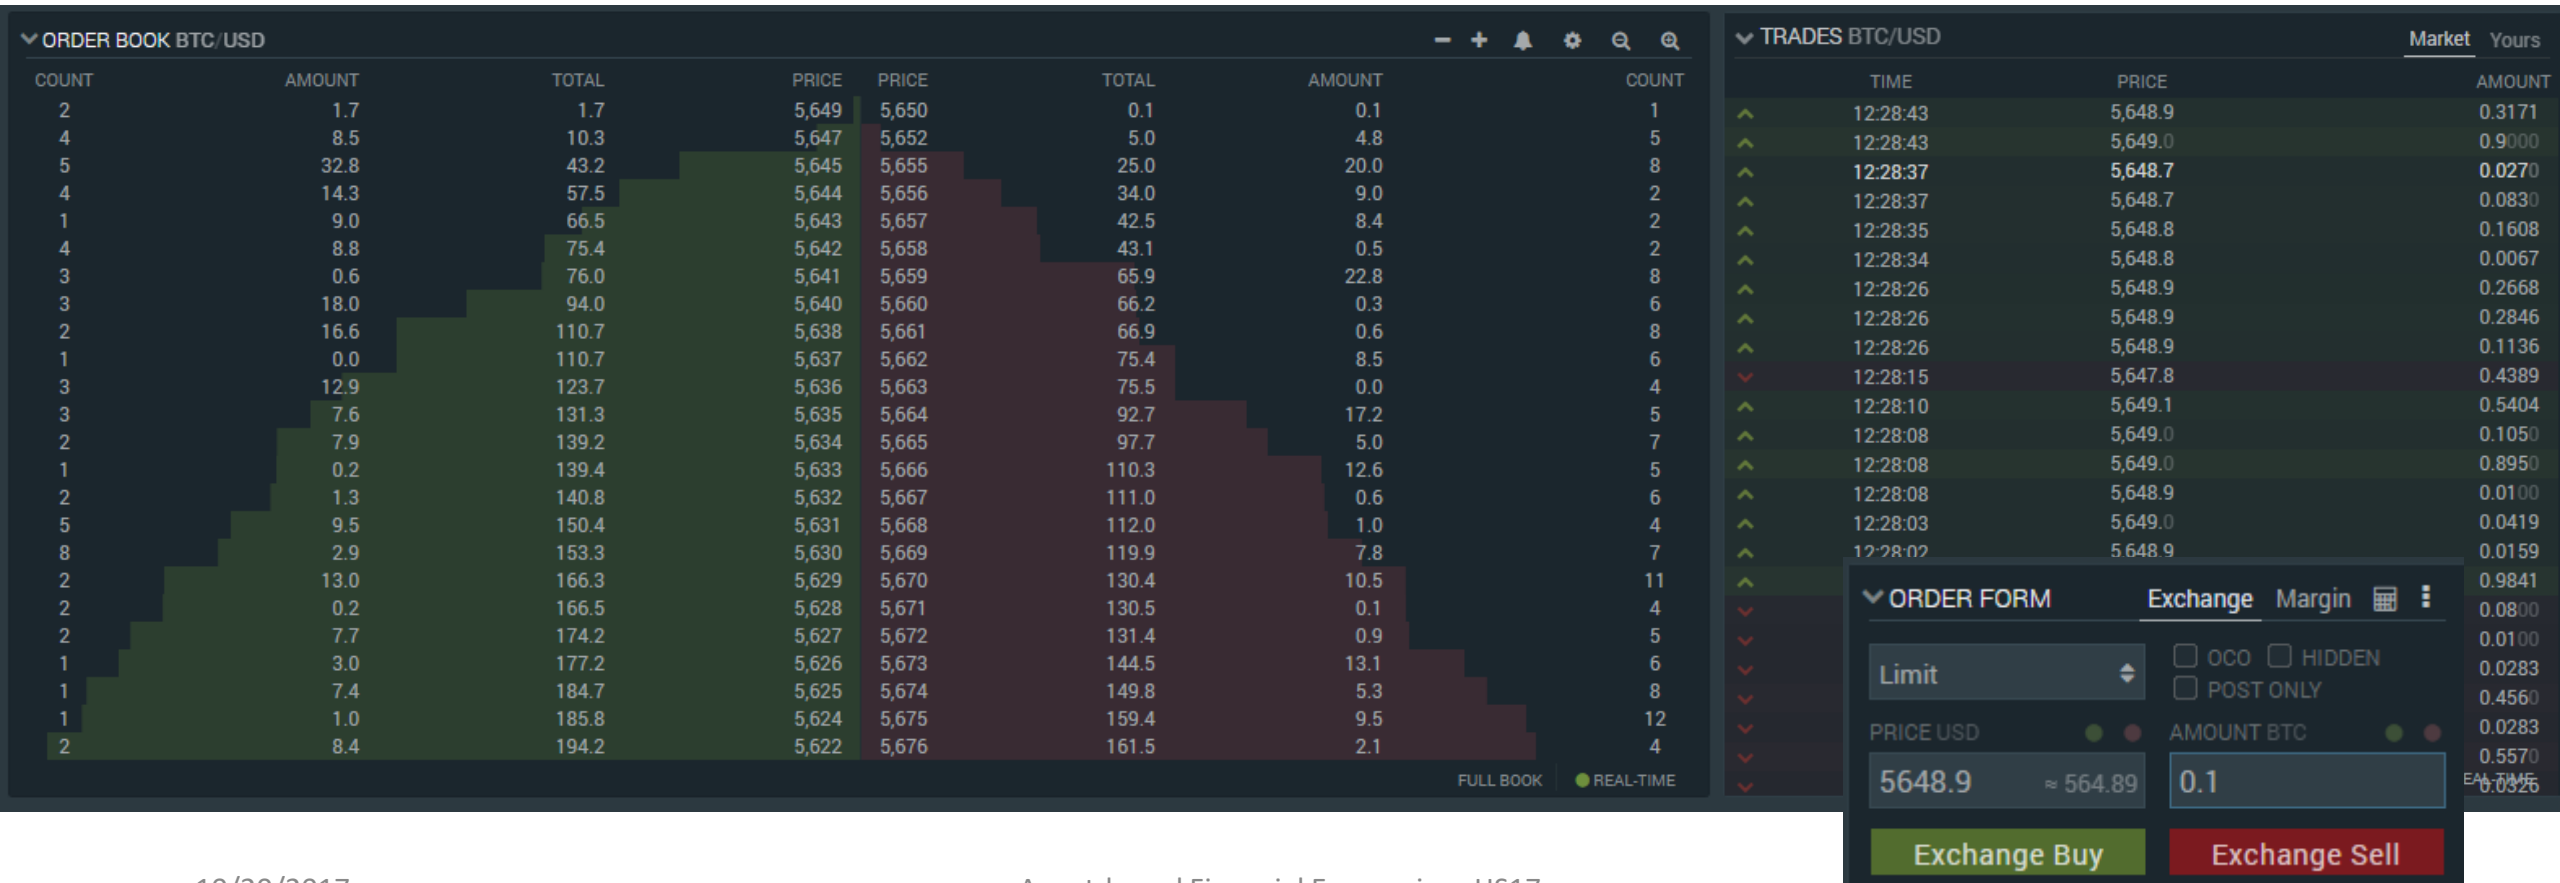 ORDER BOOK BTC/USD
COUNT AMOUNT TOTAL PRICE PRICE TOTAL AMOUNT COUNT
2 1.7 1.7 5,649 5,650 0.1 0.1 1
4 8.5 10.3 5,647 5,652 5.0 4.8 5
5 32.8 43.2 5,645 5,655 25.0 20.0 8
4 14.3 57.5 5,644 5,656 34.0 9.0 2
1 9.0 66.5 5,643 5,657 42.5 8.4 2
4 8.8 75.4 5,642 5,658 43.1 0.5 2
3 0.6 76.0 5,641 5,659 65.9 22.8 8
3 18.0 94.0 5,640 5,660 66.2 0.3 6
2 16.6 110.7 5,638 5,661 66.9 0.6 8
1 0.0 110.7 5,637 5,662 75.4 8.5 6
3 12.9 123.7 5,636 5,663 75.5 0.0 4
3 7.6 131.3 5,635 5,664 92.7 17.2 5
2 7.9 139.2 5,634 5,665 97.7 5.0 7
1 0.2 139.4 5,633 5,666 110.3 12.6 5
2 1.3 140.8 5,632 5,667 111.0 0.6 6
5 9.5 150.4 5,631 5,668 112.0 1.0 4
8 2.9 153.3 5,630 5,669 119.9 7.8 7
2 13.0 166.3 5,629 5,670 130.4 10.5 11
2 0.2 166.5 5,628 5,671 130.5 0.1 4
2 7.7 174.2 5,627 5,672 131.4 0.9 5
1 3.0 177.2 5,626 5,673 144.5 13.1 6
1 7.4 184.7 5,625 5,674 149.8 5.3 8
1 1.0 185.8 5,624 5,675 159.4 9.5 12
2 8.4 194.2 5,622 5,676 161.5 2.1 4
FULL BOOK REAL-TIME
TRADES BTC/USD Market Yours
TIME PRICE AMOUNT
12:28:43 5,648.9 0.3171
12:28:43 5,649.0 0.9000
12:28:37 5,648.7 0.0270
12:28:37 5,648.7 0.0830
12:28:35 5,648.8 0.1608
12:28:34 5,648.8 0.0067
12:28:26 5,648.9 0.2668
12:28:26 5,648.9 0.2846
12:28:26 5,648.9 0.1136
12:28:15 5,647.8 0.4389
12:28:10 5,649.1 0.5404
12:28:08 5,649.0 0.1050
12:28:08 5,649.0 0.8950
12:28:08 5,648.9 0.0100
12:28:03 5,649.0 0.0419
12:28:02 5,648.9 0.0159
0.9841
0.0800
0.0100
0.0283
0.4560
0.0283
0.5570
0.0326
ORDER FORM Exchange Margin
Limit OCO HIDDEN
POST ONLY
PRICE USD AMOUNT BTC
5648.9 ≈ 564.89 0.1
Exchange Buy Exchange Sell